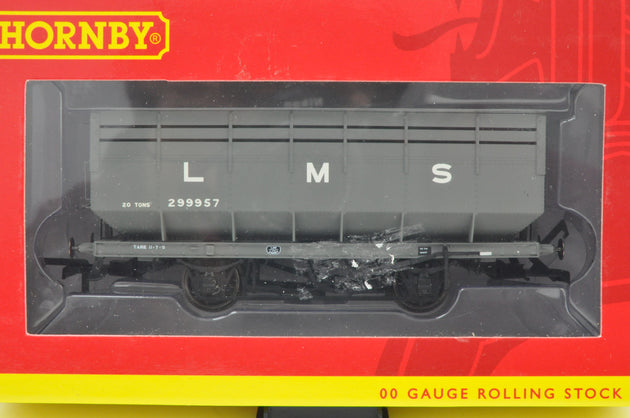 HORNBY®
L M S
20 TONS 299957
TARE 11-7-0
00 GAUGE ROLLING STOCK